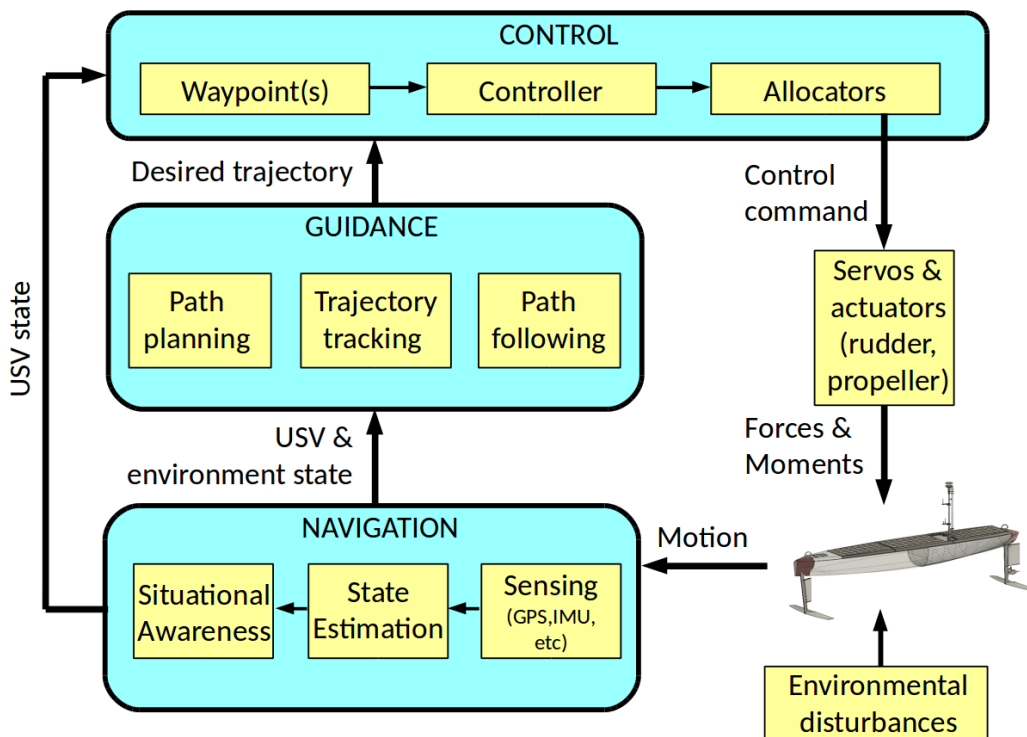 CONTROL
Waypoint(s)
Controller
Allocators
Desired trajectory
Control
command
GUIDANCE
Path
planning
Trajectory
tracking
Path
following
Servos &
actuators
(rudder,
propeller)
USV state
USV &
environment state
Forces &
Moments
NAVIGATION
Motion
Situational
Awareness
State
Estimation
Sensing
(GPS,IMU,
etc)
Environmental
disturbances